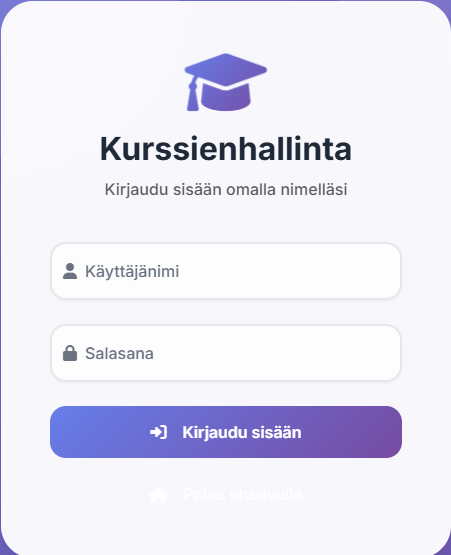 Kurssienhallinta
Kirjaudu sisään omalla nimelläsi
Käyttäjänimi
Salasana
Kirjaudu sisään
Palaa etusivulle